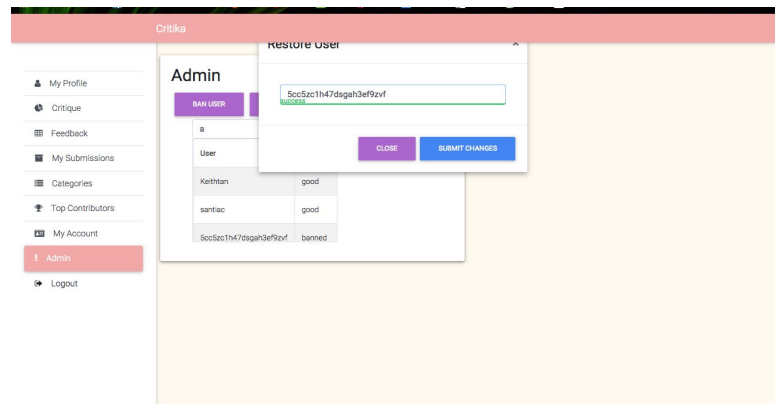 Critika
Restore User
×
My Profile
Critique
Feedback
My Submissions
Categories
Top Contributors
My Account
! Admin
Logout
Admin
BAN USER
a
User
Keithtan good
santiac good
5cc5zc1h47dsgah3ef9zvf banned
5cc5zc1h47dsgah3ef9zvf
success
CLOSE SUBMIT CHANGES